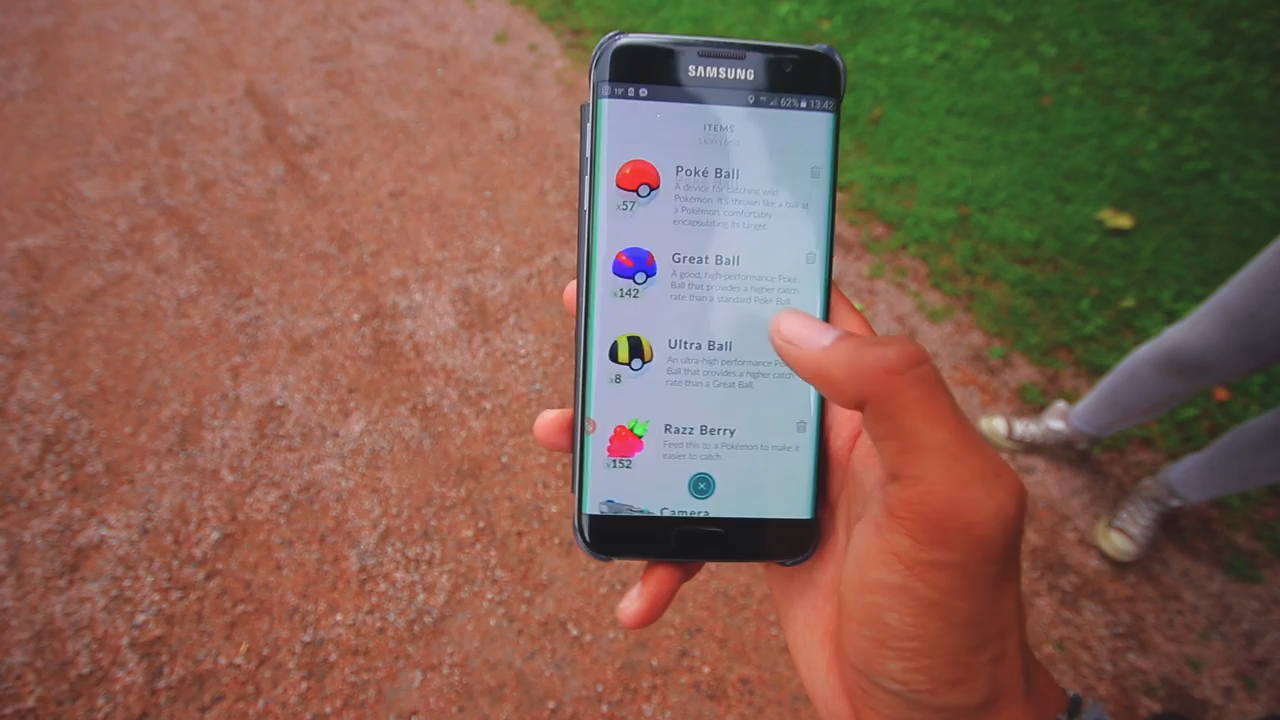 SAMSUNG
19°
62% 13:42
ITEMS
Poké Ball
A device for catching wild
Pokémon. It's thrown like a ball at
a Pokémon, comfortably
encapsulating its target.
x57
Great Ball
A good, high-performance Poké
Ball that provides a higher catch
rate than a standard Poké Ball.
x142
Ultra Ball
An ultra-high performance
Ball that provides a higher catch
rate than a Great Ball.
x8
Razz Berry
Feed this to a Pokémon to make it
easier to catch.
x152
Camera